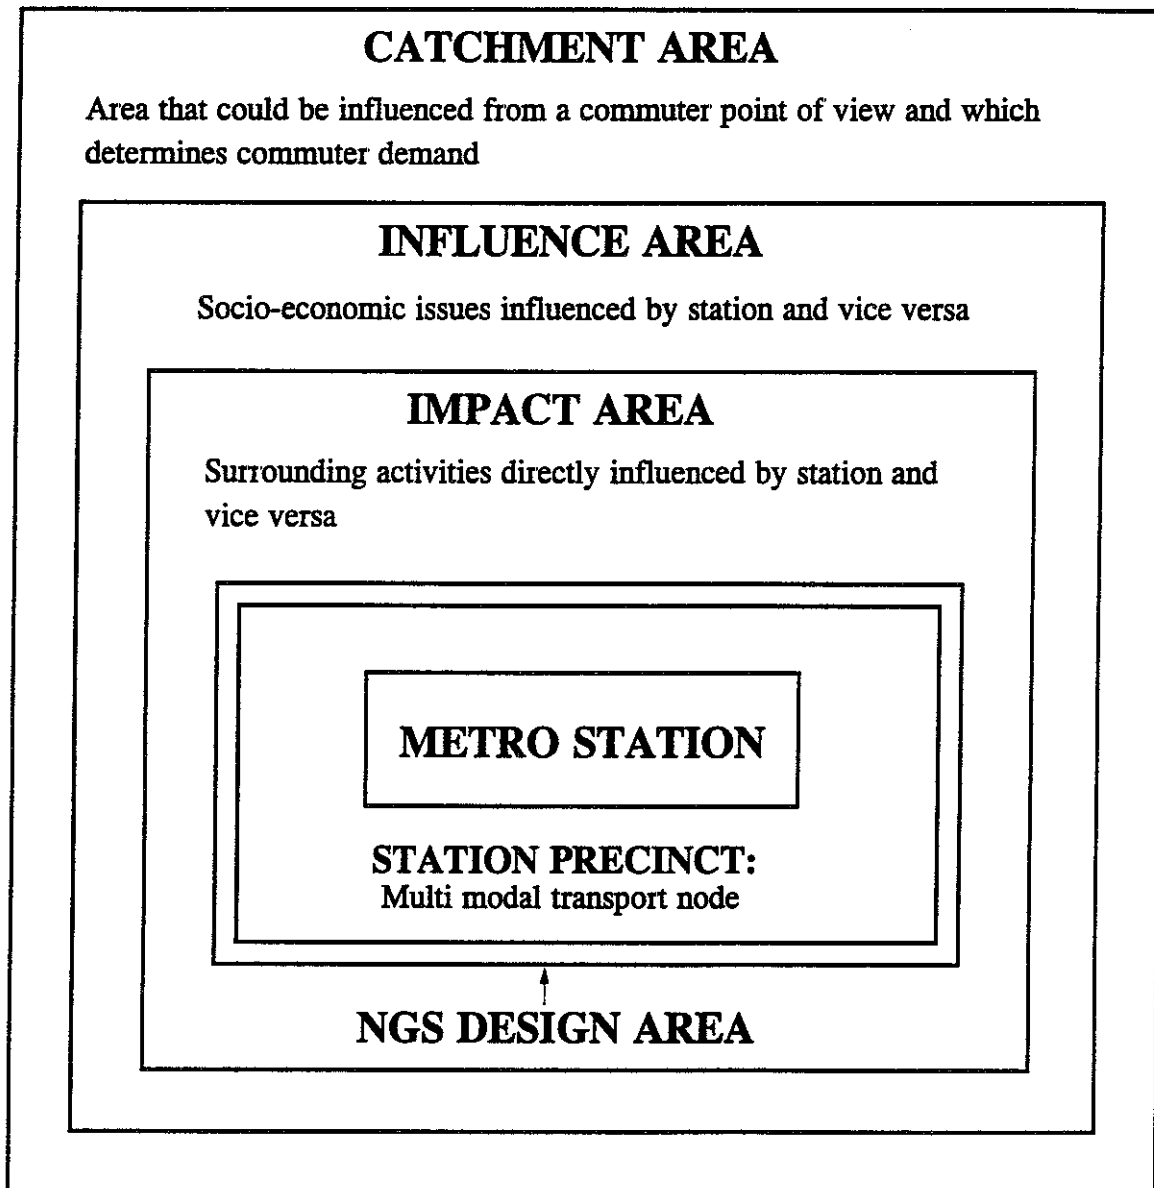 CATCHMENT AREA
Area that could be influenced from a commuter point of view and which
determines commuter demand
INFLUENCE AREA
Socio-economic issues influenced by station and vice versa
IMPACT AREA
Surrounding activities directly influenced by station and
vice versa
METRO STATION
STATION PRECINCT:
Multi modal transport node
NGS DESIGN AREA